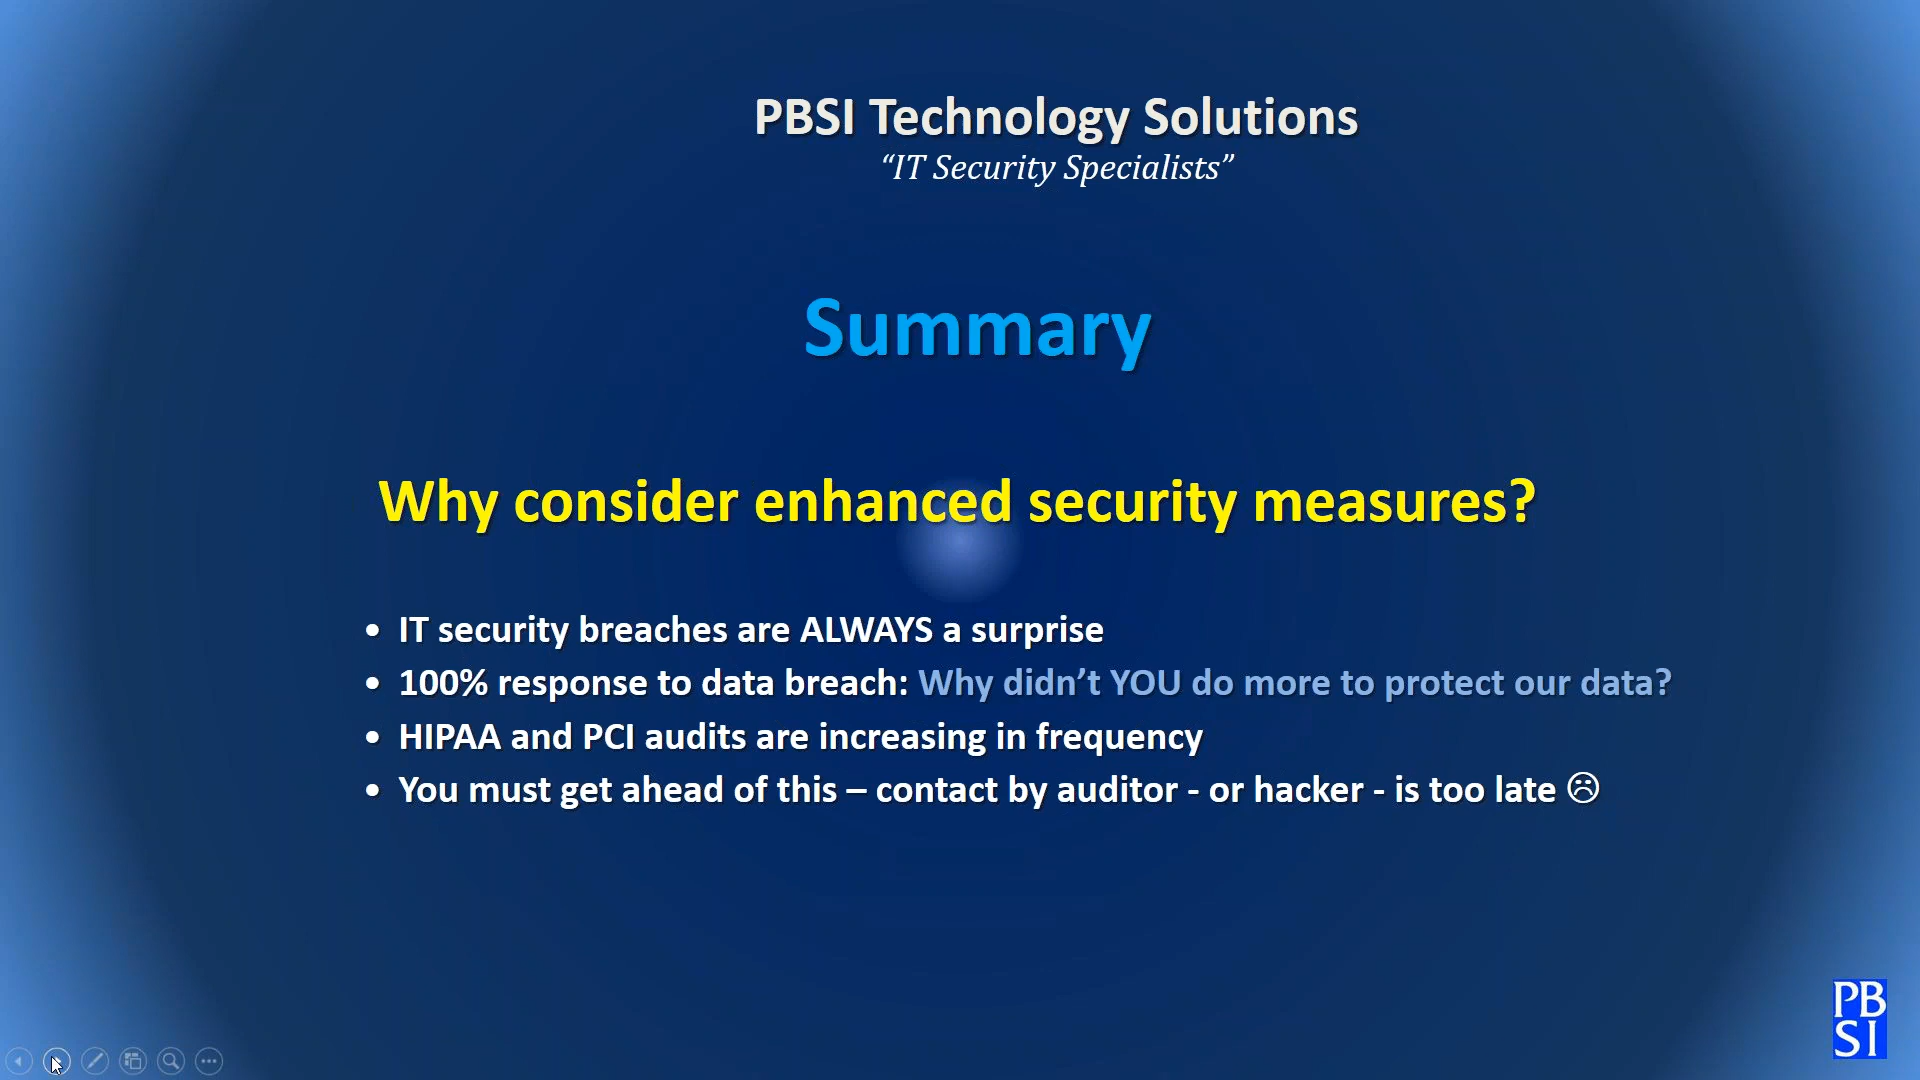 PBSI Technology Solutions
“IT Security Specialists”
Summary
Why consider enhanced security measures?
• IT security breaches are ALWAYS a surprise
• 100% response to data breach: Why didn’t YOU do more to protect our data?
• HIPAA and PCI audits are increasing in frequency
• You must get ahead of this – contact by auditor - or hacker - is too late ☹
PB
SI